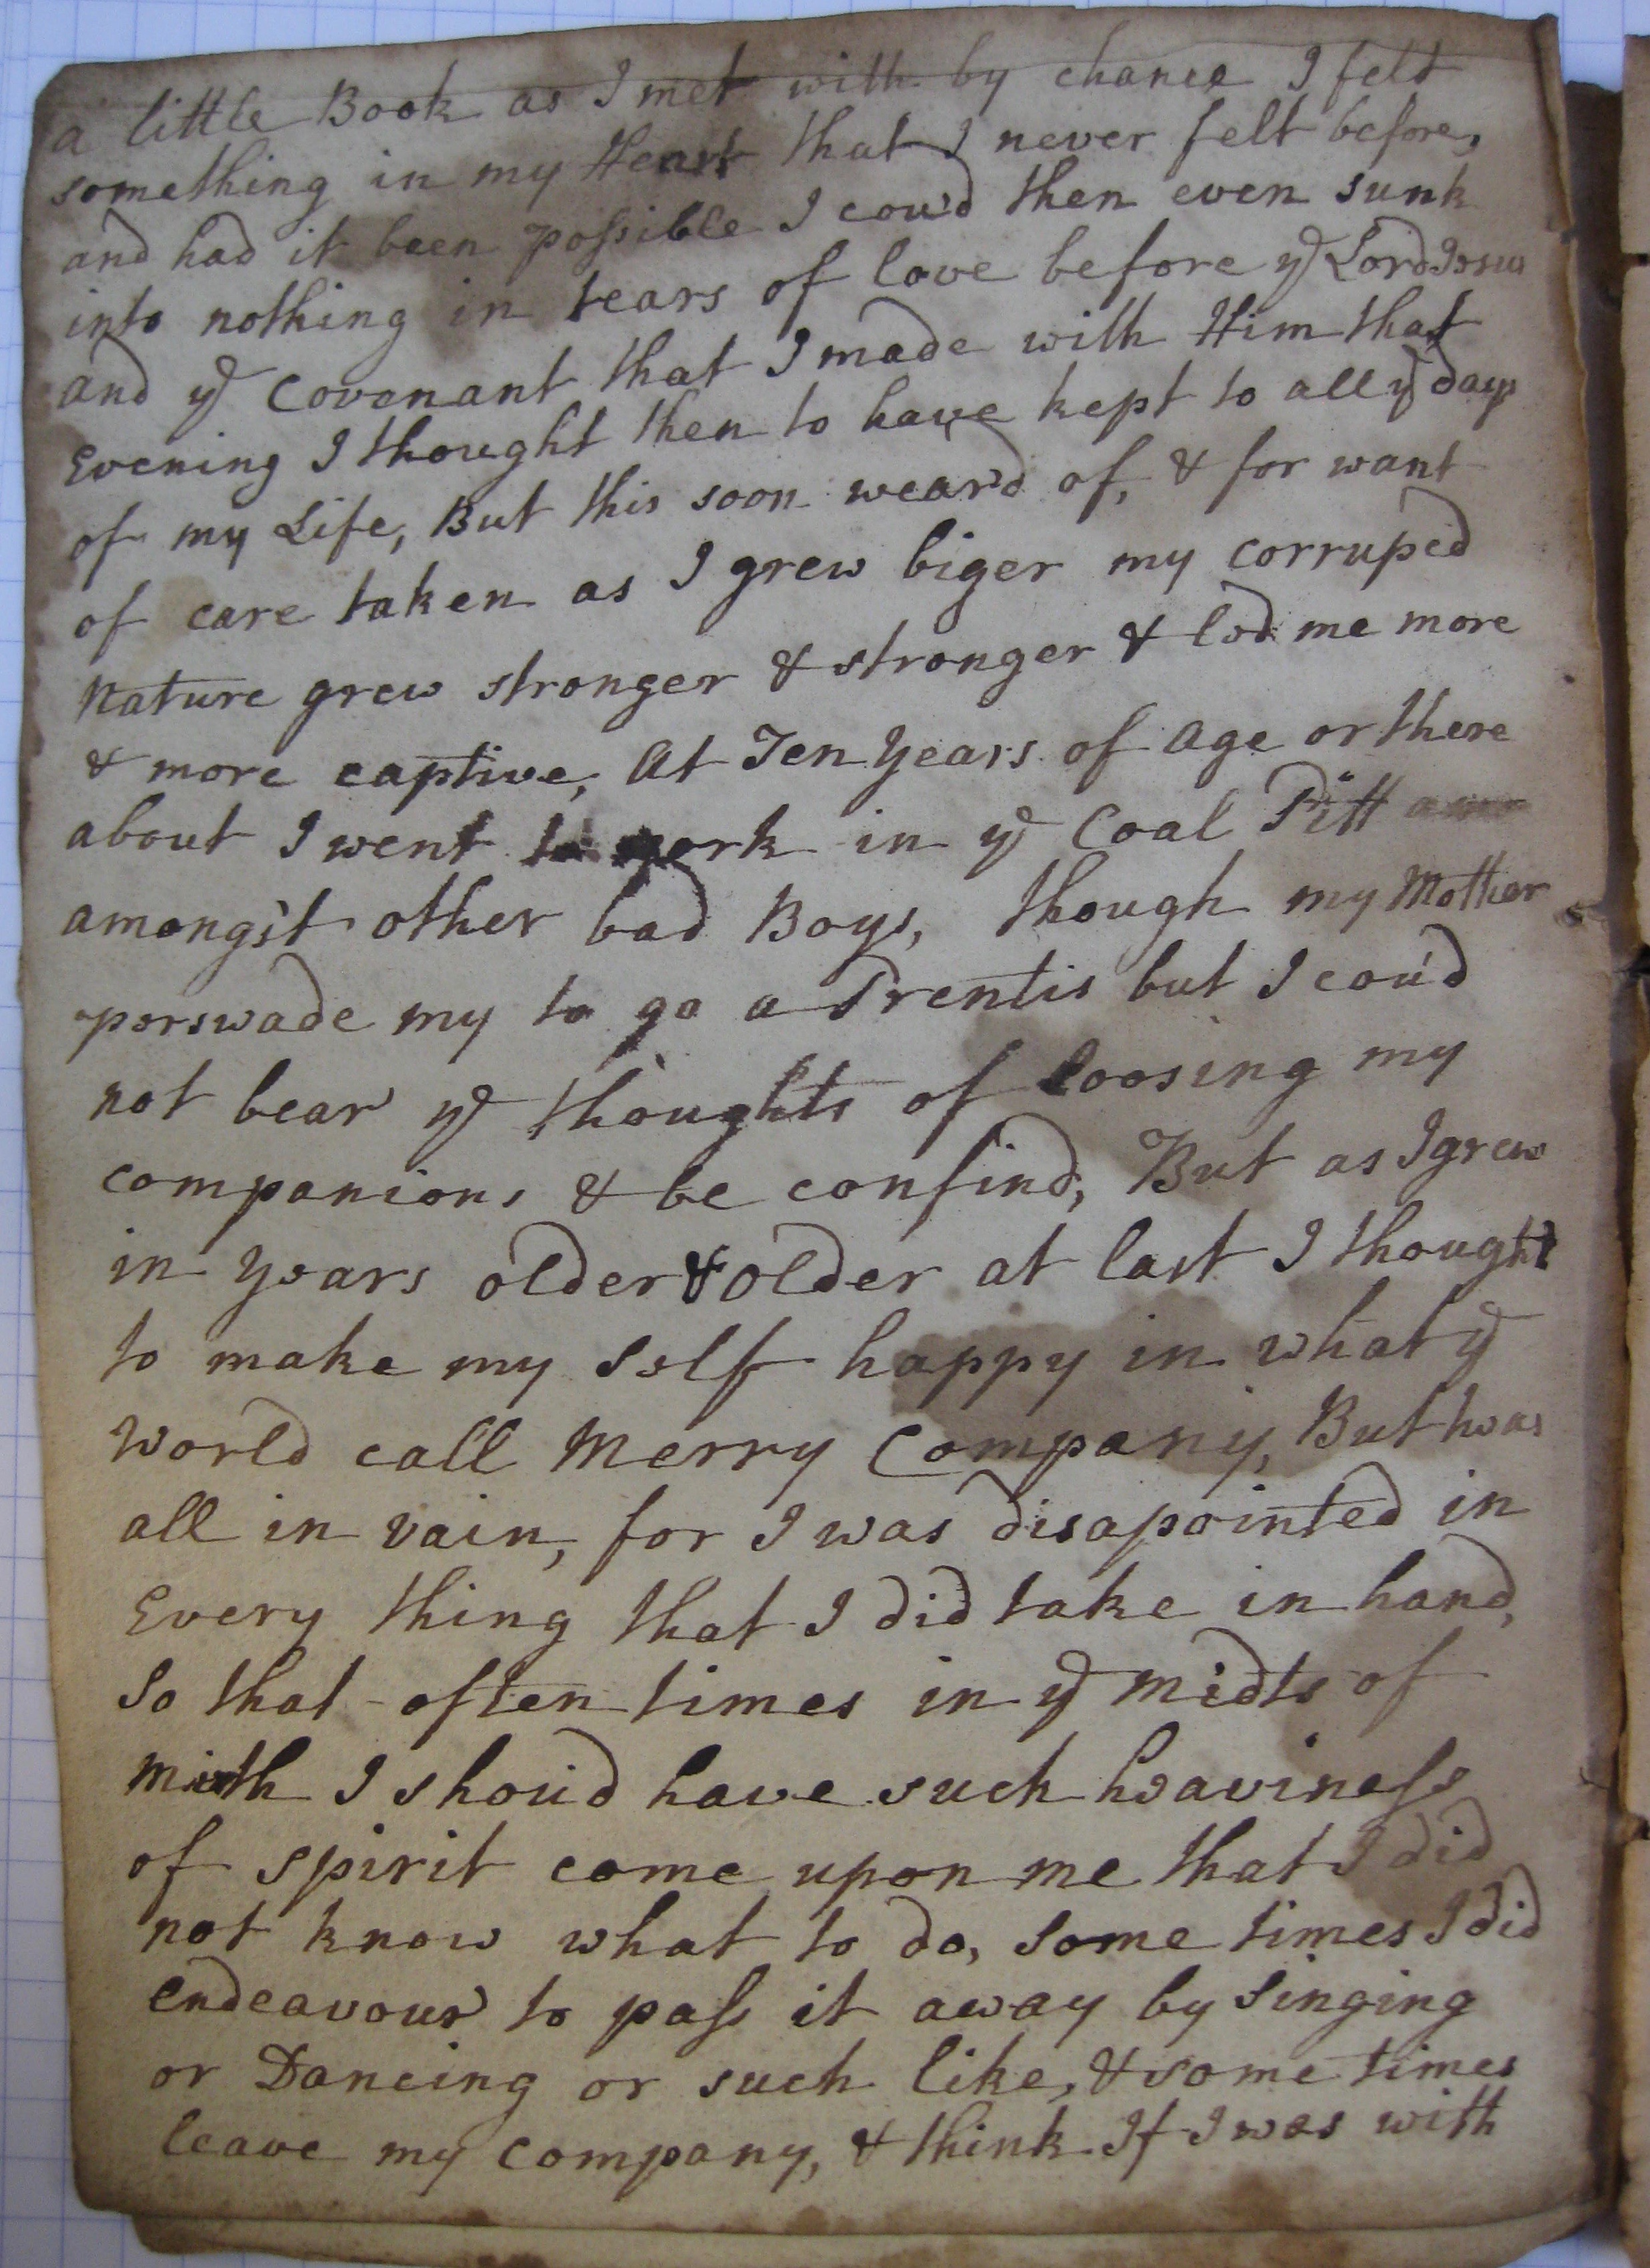 a little Book as I met with by chance I felt
something in my Heart that I never felt before,
and had it been possible I cou'd then even sunk
into nothing in tears of love before ye Lord Jesus
and ye Covenant that I made with Him that
Evening I thought then to have kept to all ye days
of my Life, But this soon wear'd of, & for want
of care taken as I grew biger my corruped
Nature grew stronger & stronger & led me more
& more captive, At Ten Years of Age or there
about I went to work in ye Coal Pitt
amongst other bad Boys, though my Mother
perswade my to go a Prentis but I cou'd
not bear ye thoughts of loosing my
companions & be confind, But as I grew
in years older & older at last I thought
to make my self happy in what ye
World call Merry Company, But twas
all in vain, for I was disapointed in
Every thing that I did take in hand,
So that often times in ye midts of
mirth I shou'd have such heaviness
of spirit come upon me that I did
not know what to do, some times I did
endeavour to pass it away by singing
or Dancing or such like, & some times
leave my company, & think If I was with